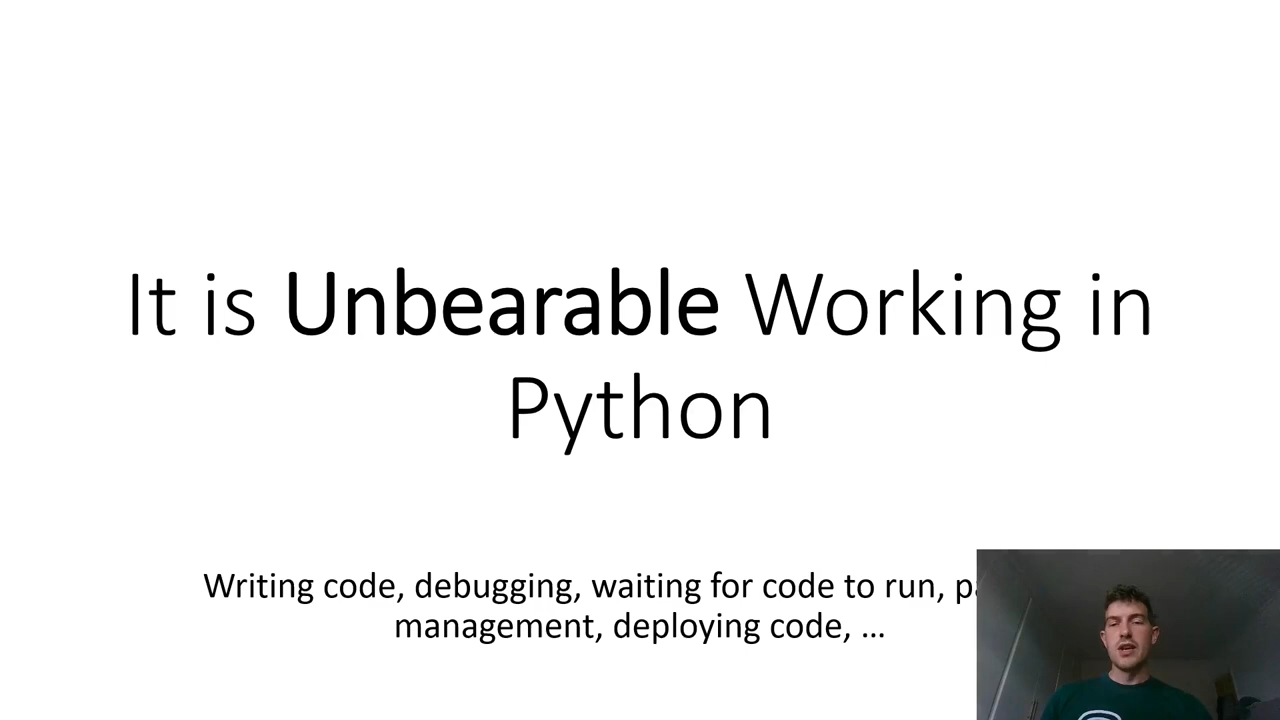 It is Unbearable Working in
Python
Writing code, debugging, waiting for code to run,
management, deploying code, ...